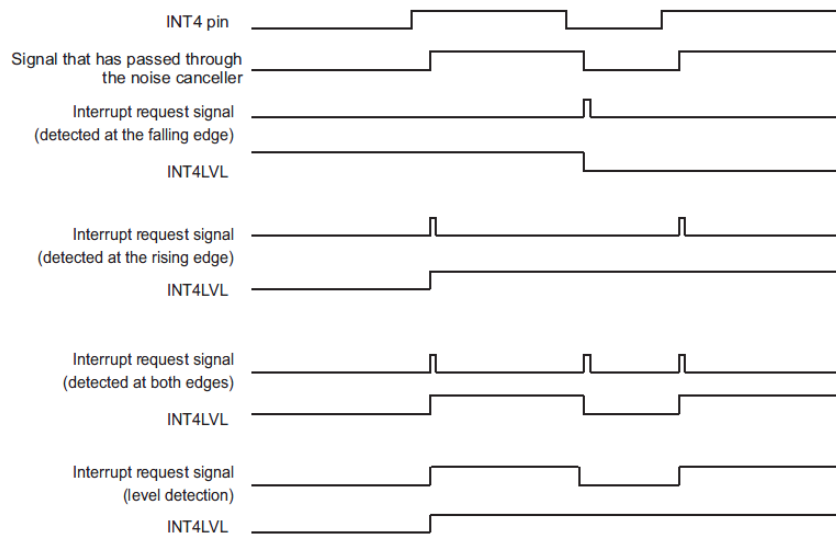 INT4 pin
Signal that has passed through
the noise canceller
Interrupt request signal
(detected at the falling edge)
INT4LVL
Interrupt request signal
(detected at the rising edge)
INT4LVL
Interrupt request signal
(detected at both edges)
INT4LVL
Interrupt request signal
(level detection)
INT4LVL